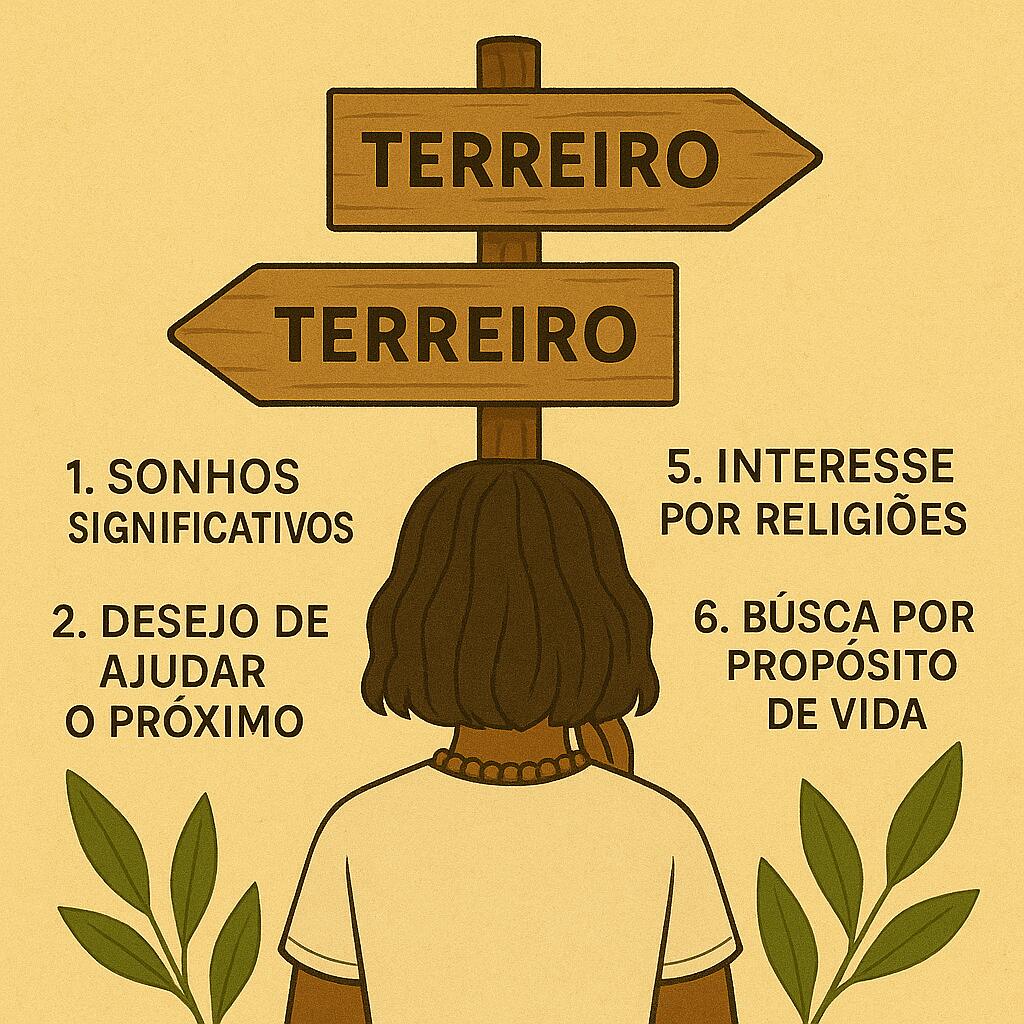 TERREIRO
TERREIRO
1. SONHOS
SIGNIFICATIVOS
2. DESEJO DE
AJUDAR
O PRÓXIMO
5. INTERESSE
POR RELIGIÕES
6. BÚSCA POR
PROPÓSITO
DE VIDA